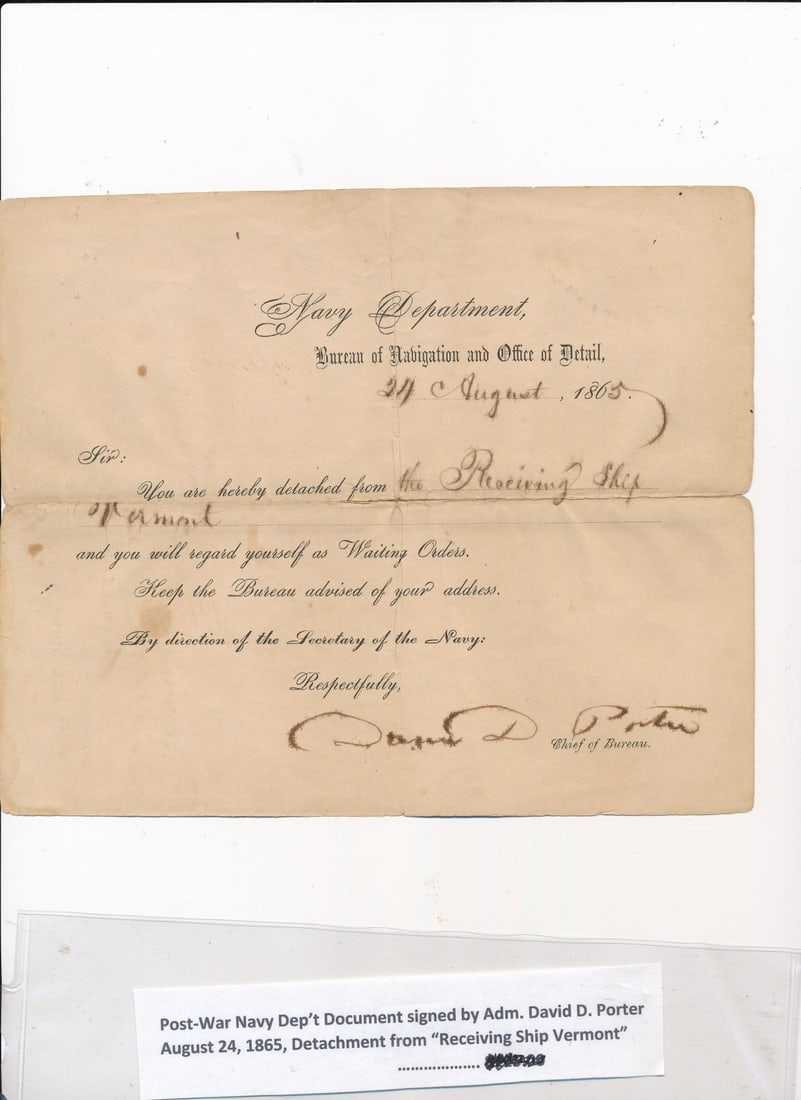 Navy Department,
Bureau of Navigation and Office of Detail,
24 August, 1865.
Sir:
You are hereby detached from the Receiving Ship
Vermont
and you will regard yourself as Waiting Orders.
Keep the Bureau advised of your address.
By direction of the Secretary of the Navy:
Respectfully,
David D Porter
Chief of Bureau.
Post-War Navy Dep't Document signed by Adm. David D. Porter
August 24, 1865, Detachment from “Receiving Ship Vermont”
...................